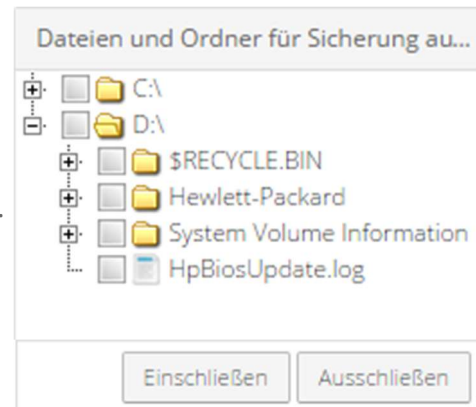 Dateien und Ordner für Sicherung au...
C:\
D:\
$RECYCLE.BIN
Hewlett-Packard
System Volume Information
HpBiosUpdate.log
Einschließen Ausschließen